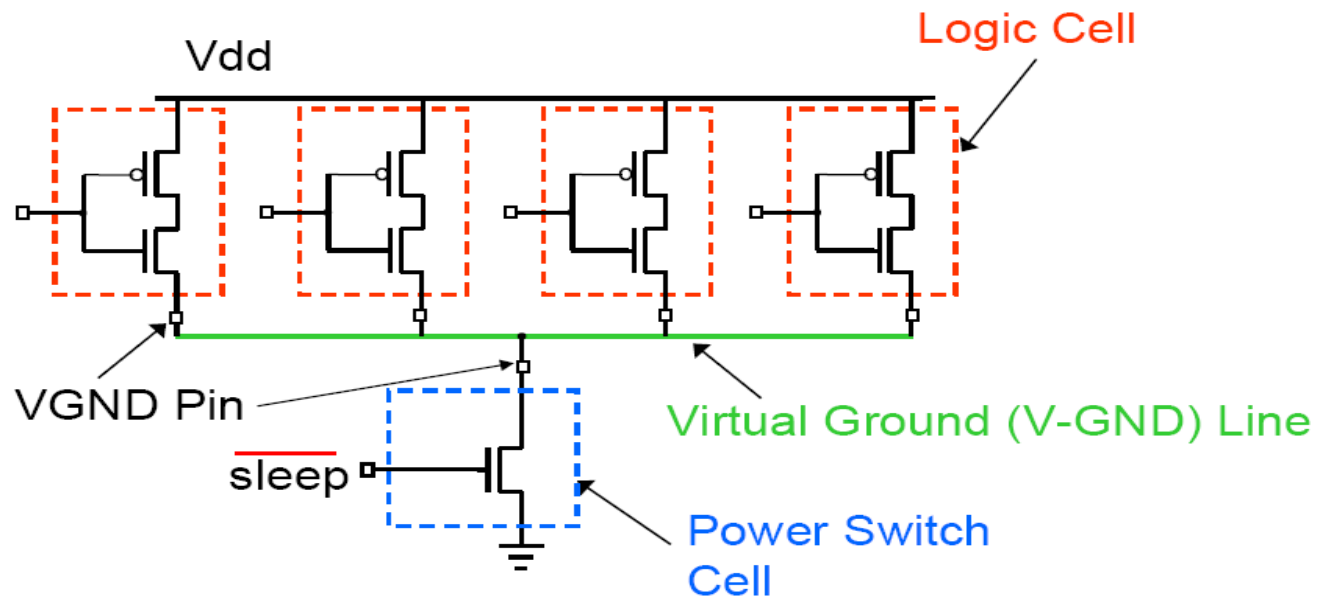 Logic Cell
Vdd
VGND Pin
Virtual Ground (V-GND) Line
sleep
Power Switch
Cell